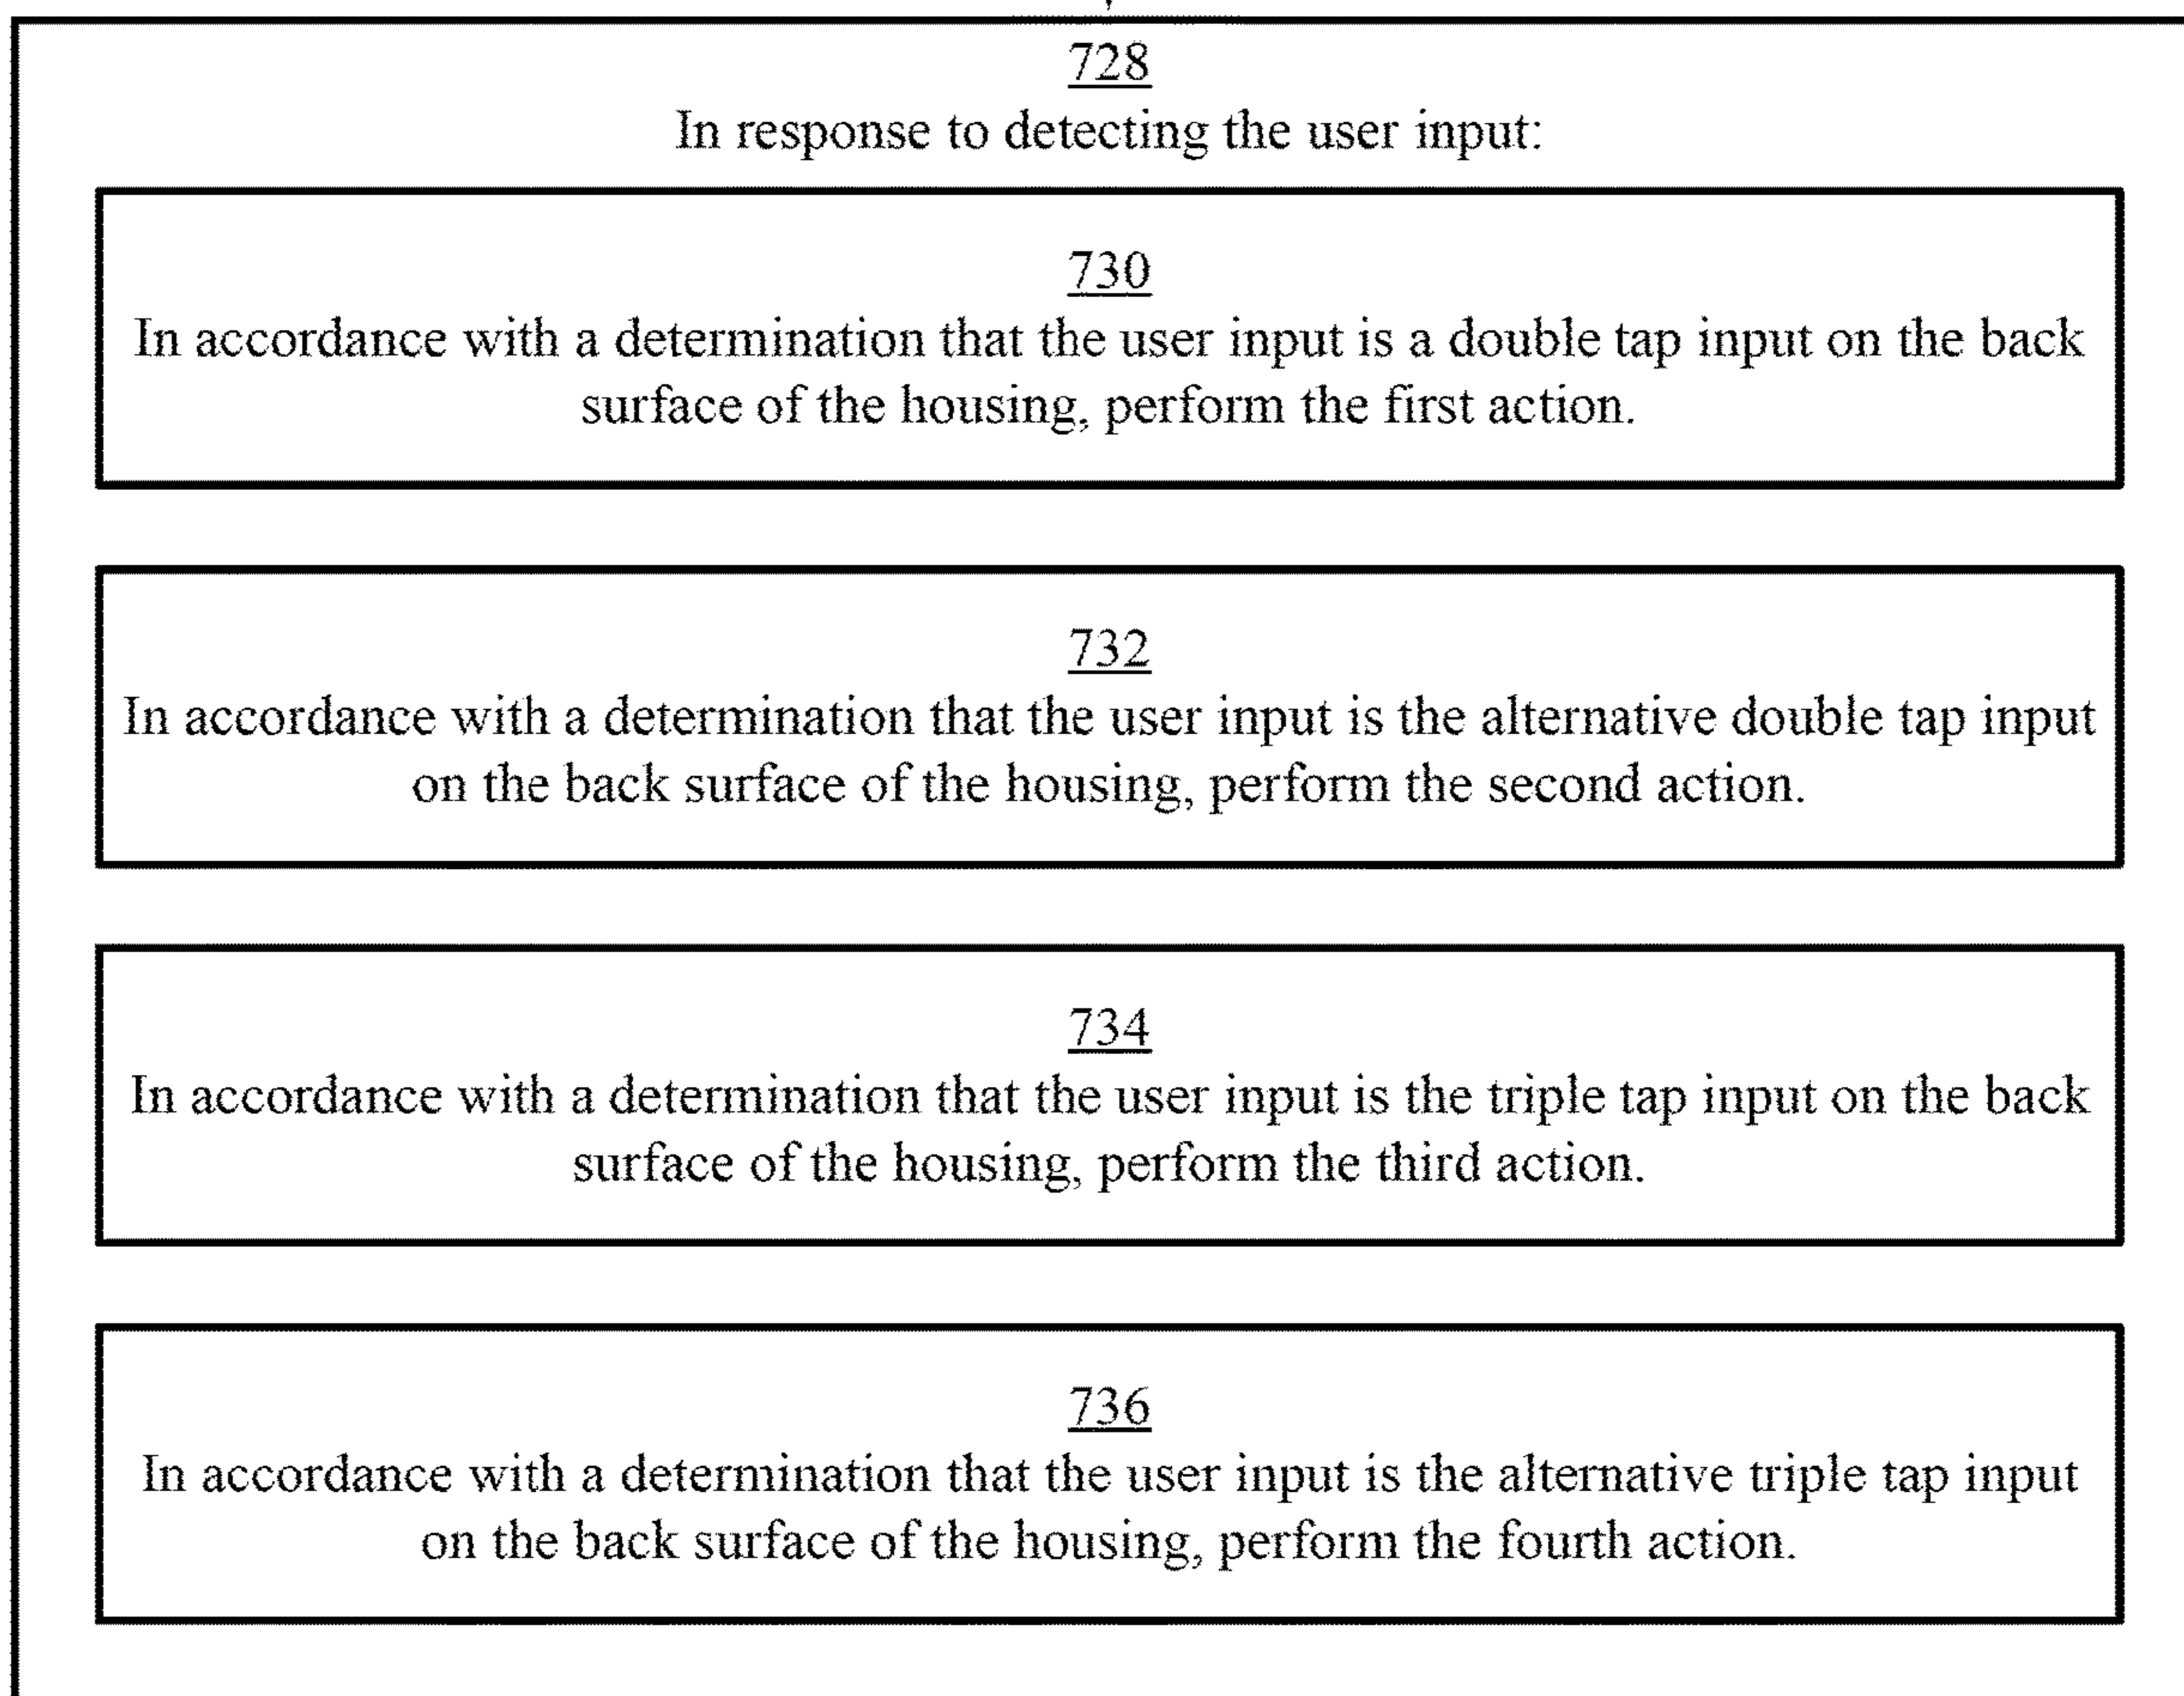 728
In response to detecting the user input:
730
In accordance with a determination that the user input is a double tap input on the back
surface of the housing, perform the first action.
732
In accordance with a determination that the user input is the alternative double tap input
on the back surface of the housing, perform the second action.
734
In accordance with a determination that the user input is the triple tap input on the back
surface of the housing, perform the third action.
736
In accordance with a determination that the user input is the alternative triple tap input
on the back surface of the housing, perform the fourth action.